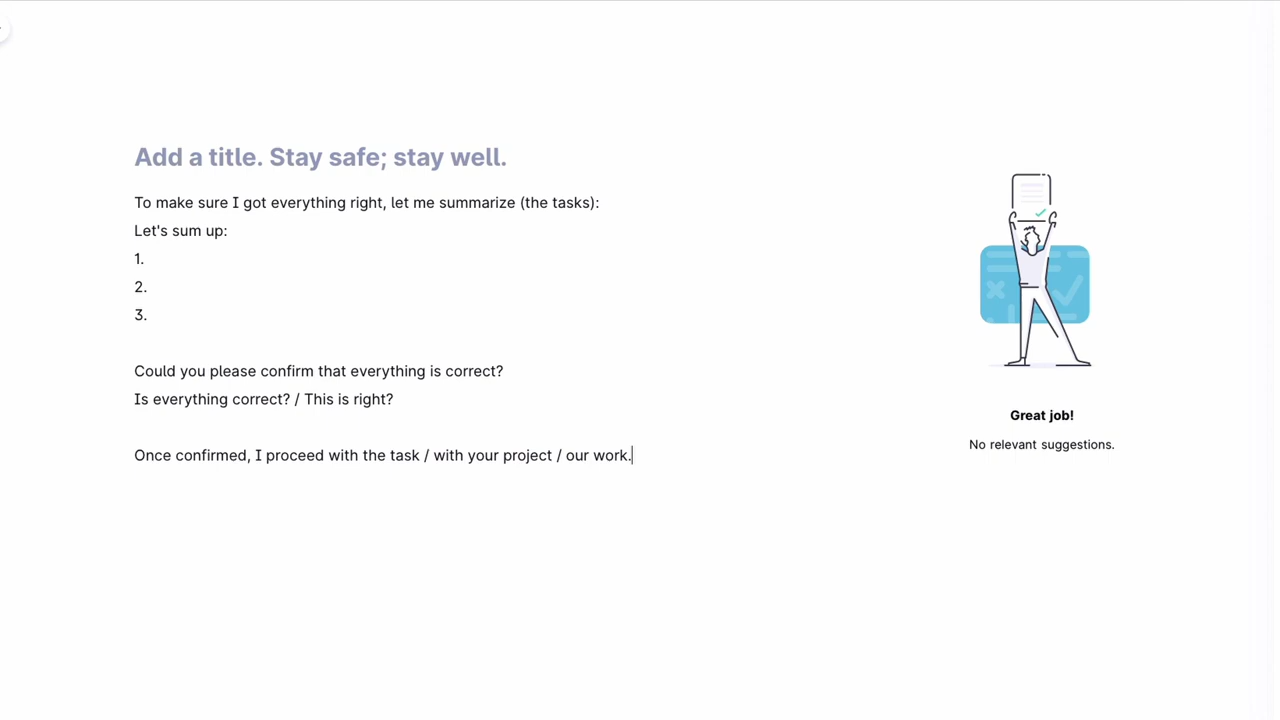 Add a title. Stay safe; stay well.
To make sure I got everything right, let me summarize (the tasks):
Let's sum up:
1.
2.
3.
Could you please confirm that everything is correct?
Is everything correct? / This is right?
Once confirmed, I proceed with the task / with your project / our work.
Great job!
No relevant suggestions.